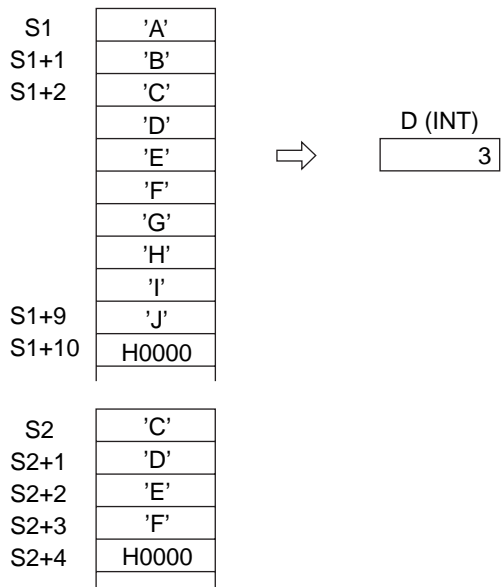 S1 ’A’
S1+1 ’B’
S1+2 ’C’
’D’
’E’
’F’
’G’
’H’
’I’
S1+9 ’J’
S1+10 H0000
D (INT)
3
S2 ’C’
S2+1 ’D’
S2+2 ’E’
S2+3 ’F’
S2+4 H0000